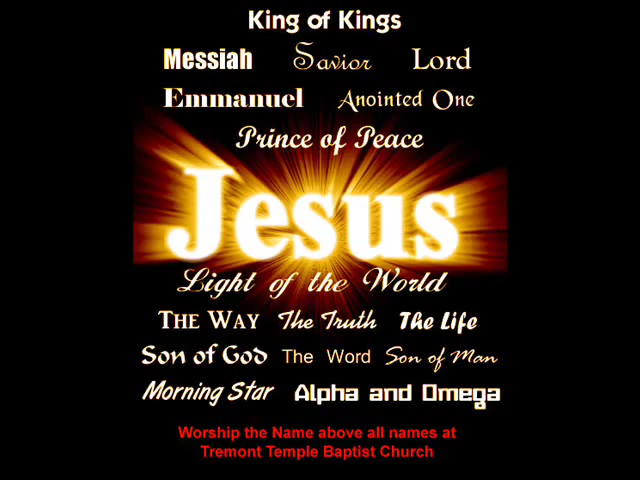 King of Kings
Messiah Savior Lord
Emmanuel Anointed One
Prince of Peace
Jesus
Light of the World
The Way The Truth The Life
Son of God The Word Son of Man
Morning Star Alpha and Omega
Worship the Name above all names at
Tremont Temple Baptist Church